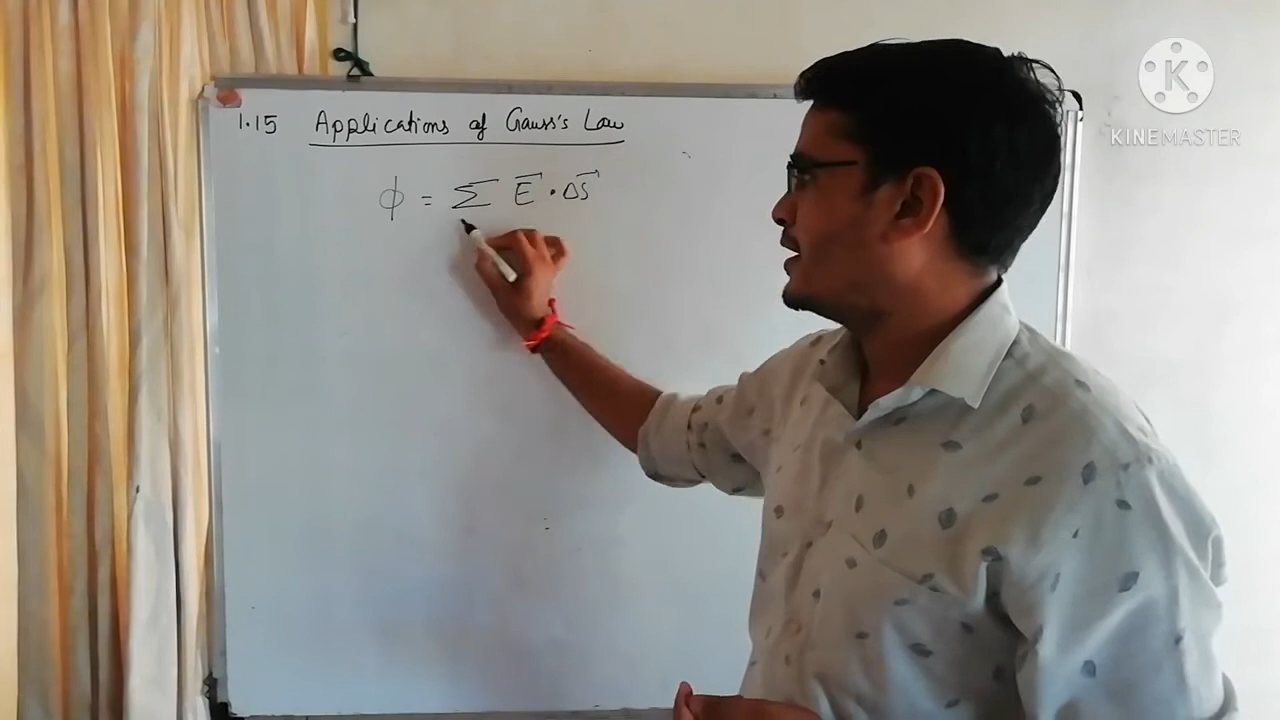 1.15 Applications of Gauss's Law
ϕ = Σ E⃗ · ΔS⃗
K
KINEMASTER